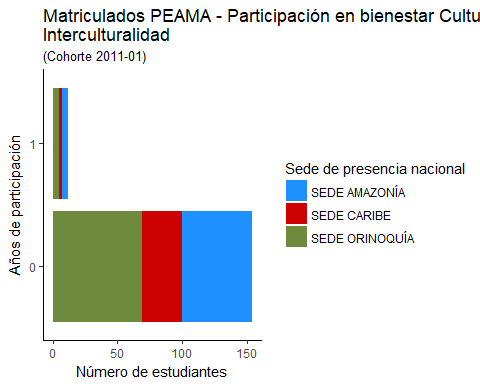 Matriculados PEAMA - Participación en bienestar Cultu
Interculturalidad
(Cohorte 2011-01)
Años de participación
1
0
0
50
100
150
Número de estudiantes
Sede de presencia nacional
SEDE AMAZONÍA
SEDE CARIBE
SEDE ORINOQUÍA